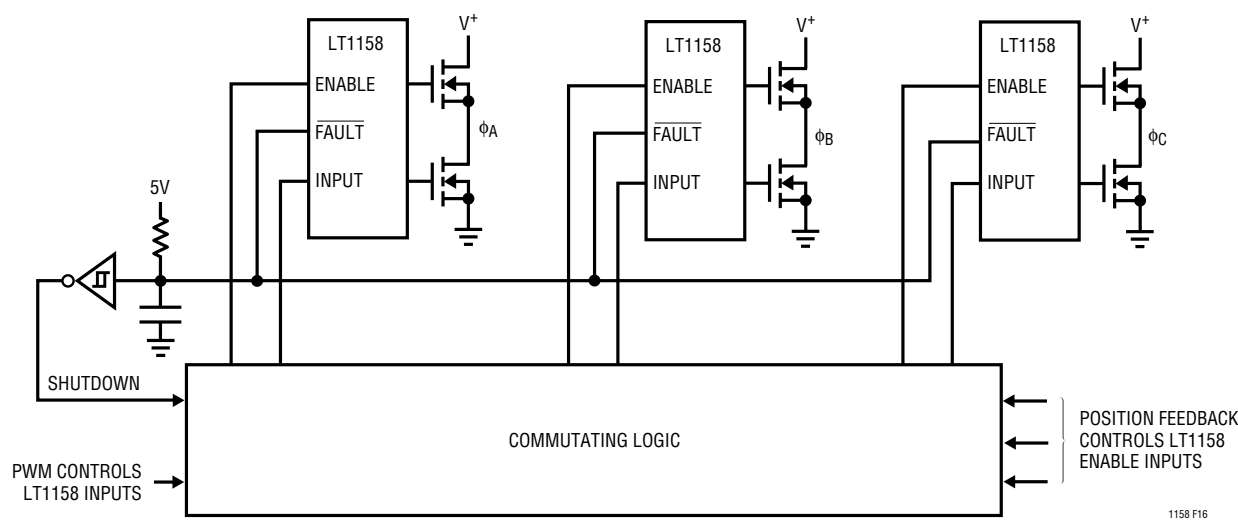 V+
LT1158
ENABLE
FAULT
INPUT
ϕA
V+
LT1158
ENABLE
FAULT
INPUT
ϕB
V+
LT1158
ENABLE
FAULT
INPUT
ϕC
5V
SHUTDOWN
COMMUTATING LOGIC
PWM CONTROLS
LT1158 INPUTS
POSITION FEEDBACK
CONTROLS LT1158
ENABLE INPUTS
1158 F16